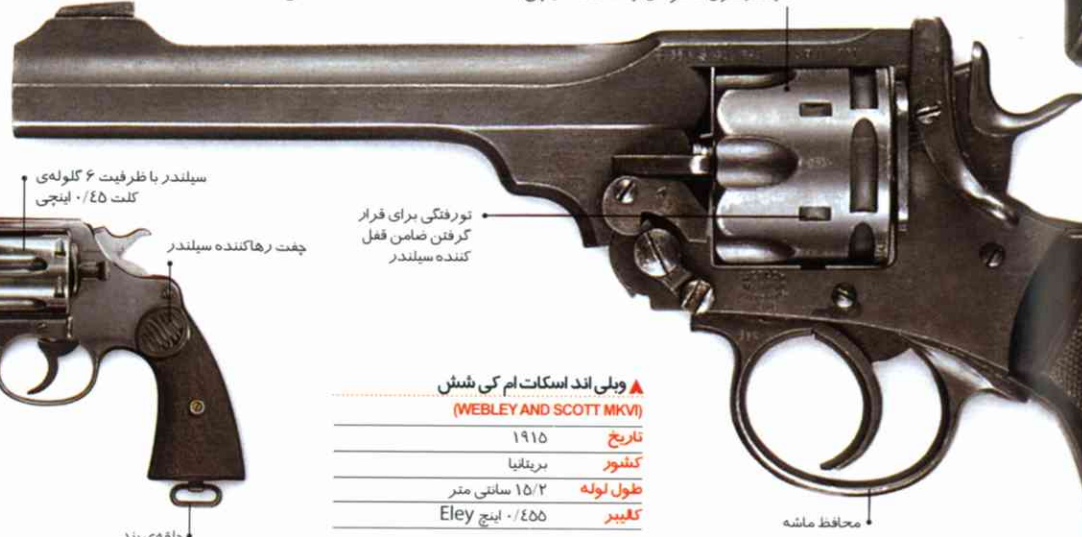 سیلندر با ظرفیت ۶ گلوله‌ی
کلت ۰/۴۵ اینچی
جفت رهاکننده سیلندر
تورفتگی برای قرار
گرفتن ضامن قفل
کننده سیلندر
▲ وبلی اند اسکات ام کی شش
(WEBLEY AND SCOTT MKVI)
تاریخ ۱۹۱۵
کشور بریتانیا
طول لوله ۱۵/۲ سانتی متر
کالیبر ۰/۴۵۵ اینچ Eley
محافظ ماشه